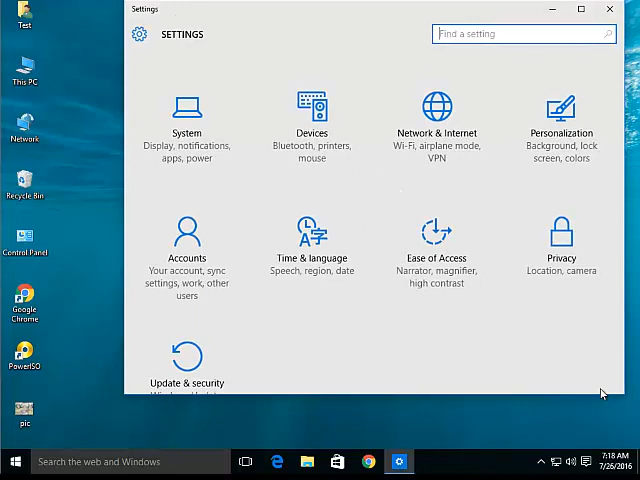 Settings
SETTINGS
Find a setting
System
Display, notifications,
apps, power
Devices
Bluetooth, printers,
mouse
Network & Internet
Wi-Fi, airplane mode,
VPN
Personalization
Background, lock
screen, colors
Accounts
Your account, sync
settings, work, other
users
Time & language
Speech, region, date
Ease of Access
Narrator, magnifier,
high contrast
Privacy
Location, camera
Update & security
Test
This PC
Network
Recycle Bin
Control Panel
Google
Chrome
PowerISO
pic
Search the web and Windows
7:18 AM
7/26/2016